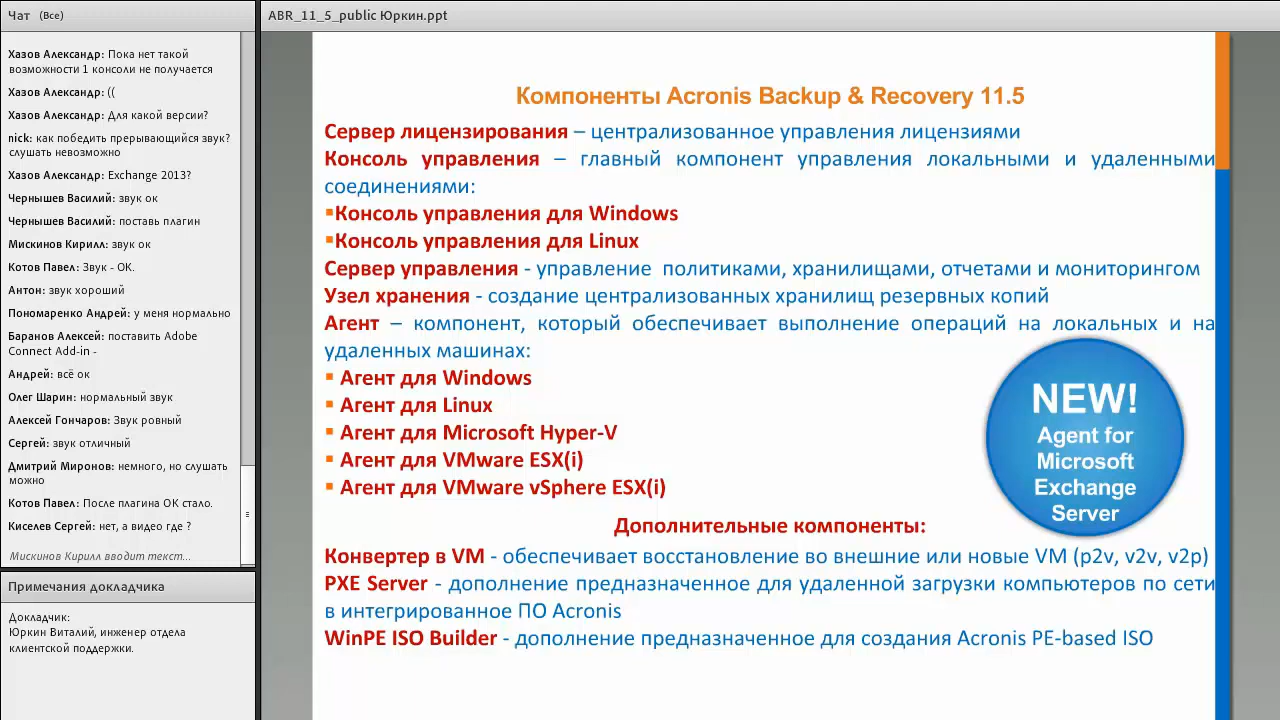 Чат (Все)
Хазов Александр: Пока нет такой
возможности 1 консоли не получается
Хазов Александр: ((
Хазов Александр: Для какой версии?
nick: как победить прерывающийся звук?
слушать невозможно
Хазов Александр: Exchange 2013?
Чернышев Василий: звук ок
Чернышев Василий: поставь плагин
Мискинов Кирилл: звук ок
Котов Павел: Звук - ОК.
Антон: звук хороший
Пономаренко Андрей: у меня нормально
Баранов Алексей: поставить Adobe
Connect Add-in -
Андрей: всё ок
Олег Шарин: нормальный звук
Алексей Гончаров: Звук ровный
Сергей: звук отличный
Дмитрий Миронов: немного, но слушать
можно
Котов Павел: После плагина ОК стало.
Киселев Сергей: нет, а видео где ?
Мискинов Кирилл вводит текст...
Примечания докладчика
Докладчик:
Юркин Виталий, инженер отдела
клиентской поддержки.
ABR_11_5_public Юркин.ppt
Компоненты Acronis Backup & Recovery 11.5
Сервер лицензирования – централизованное управления лицензиями
Консоль управления – главный компонент управления локальными и удаленными
соединениями:
▪Консоль управления для Windows
▪Консоль управления для Linux
Сервер управления - управление политиками, хранилищами, отчетами и мониторингом
Узел хранения - создание централизованных хранилищ резервных копий
Агент – компонент, который обеспечивает выполнение операций на локальных и на
удаленных машинах:
▪ Агент для Windows
▪ Агент для Linux
▪ Агент для Microsoft Hyper-V
▪ Агент для VMware ESX(i)
▪ Агент для VMware vSphere ESX(i)
NEW!
Agent for
Microsoft
Exchange
Server
Дополнительные компоненты:
Конвертер в VM - обеспечивает восстановление во внешние или новые VM (p2v, v2v, v2p)
PXE Server - дополнение предназначенное для удаленной загрузки компьютеров по сети
в интегрированное ПО Acronis
WinPE ISO Builder - дополнение предназначенное для создания Acronis PE-based ISO